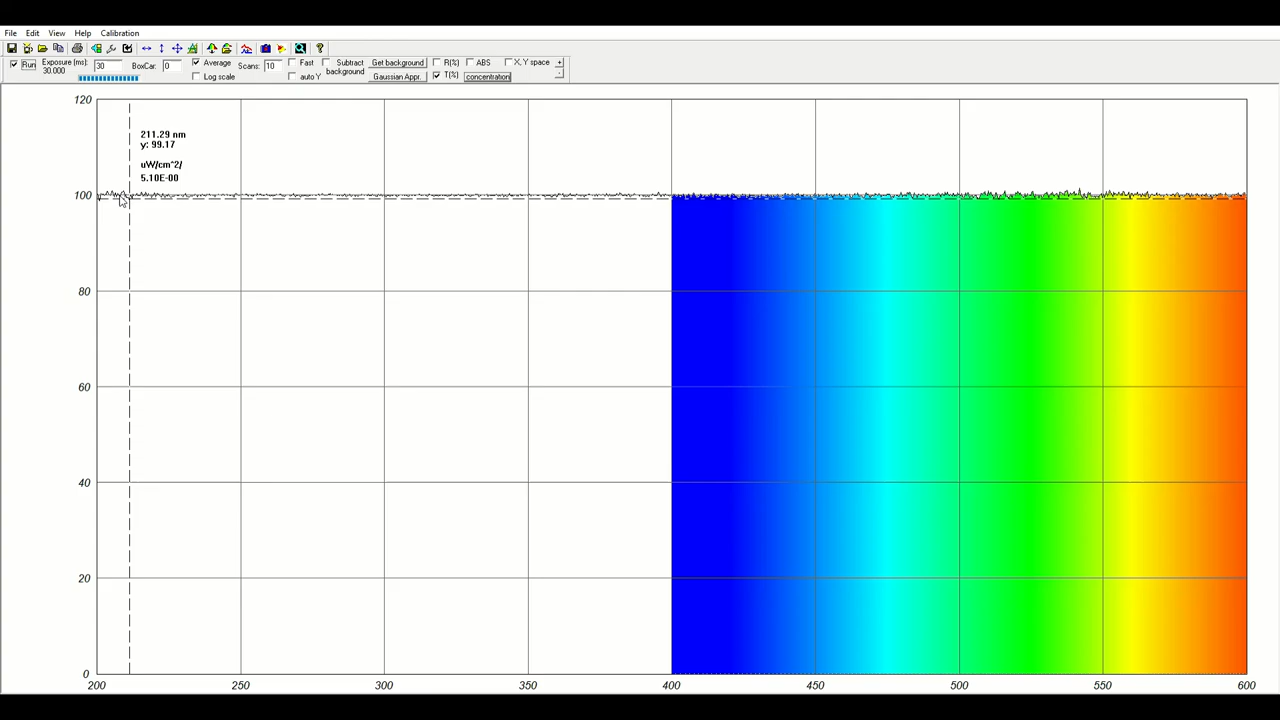 File Edit View Help Calibration
Run Exposure (ms): 30 BoxCar: 0 Average Scans: 10 Fast Subtract background Get background R(%) ABS X, Y space +
30.000 Log scale auto Y Gaussian Appr. T(%) concentration -
120
211.29 nm
y: 99.17
uW/cm^2/
5.10E-00
100
80
60
40
20
0
200 250 300 350 400 450 500 550 600